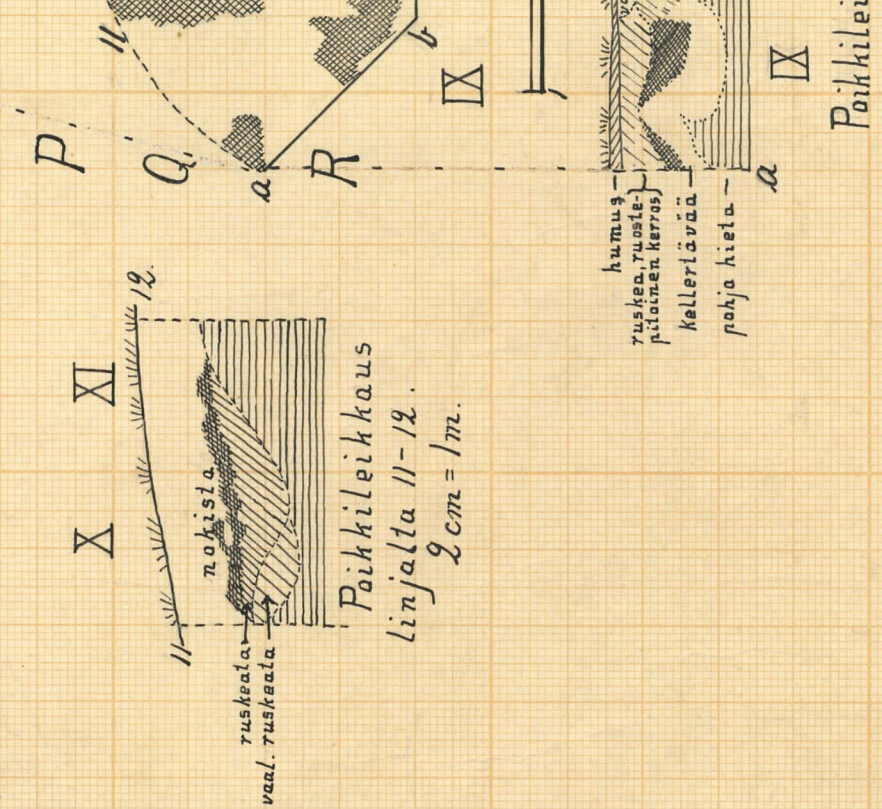 P
Q
R
11
a
b
IX
IX
a
Poikkilei
humus
ruskea, ruoste-
pitoinen kerros
kellertävää
pohja hieta
12.
XI
X
nokista
11
ruskeata
vaal. ruskeata
Poikkileikkaus
linjalta 11-12.
2 cm = 1 m.